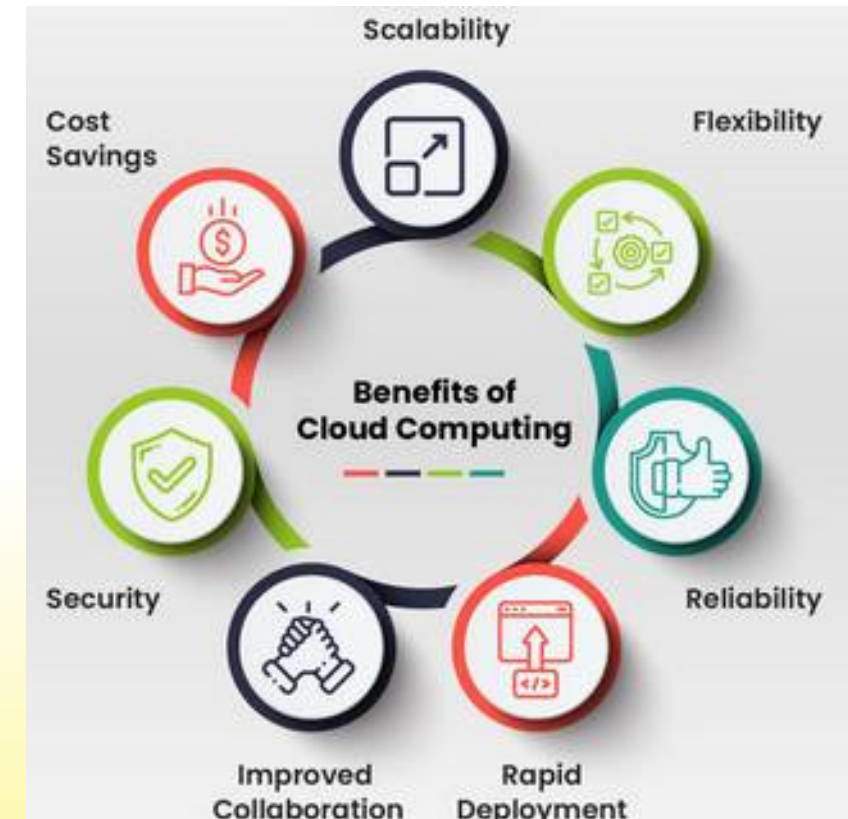 Scalability
Cost
Savings
Flexibility
$
Benefits of
Cloud Computing
Security
Reliability
</>
Improved
Collaboration
Rapid
Deployment